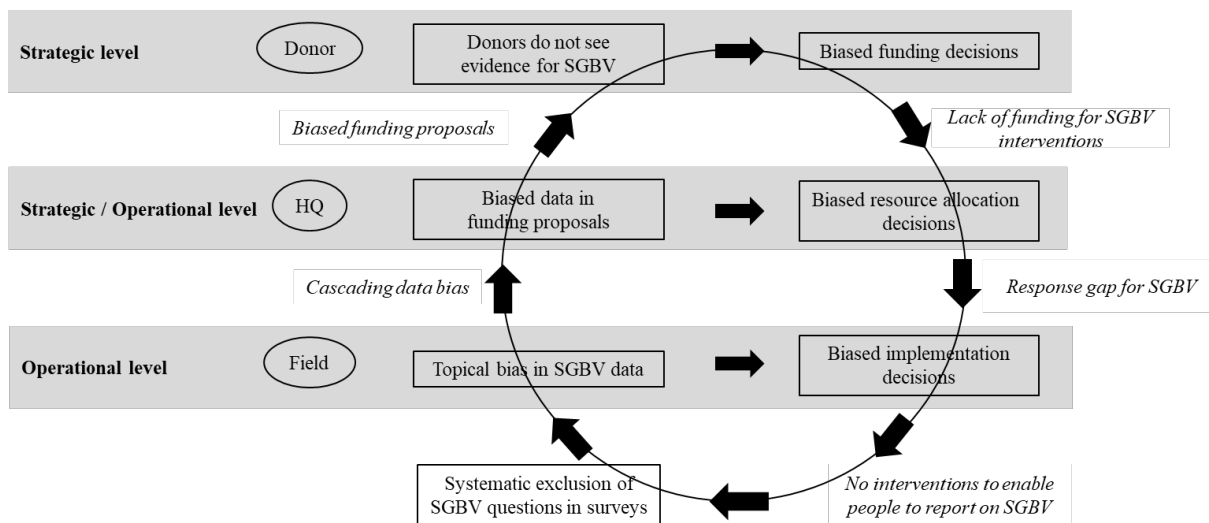 Strategic level
Donor
Donors do not see
evidence for SGBV
Biased funding decisions
Biased funding proposals
Lack of funding for SGBV
interventions
Strategic / Operational level
HQ
Biased data in
funding proposals
Biased resource allocation
decisions
Cascading data bias
Response gap for SGBV
Operational level
Field
Topical bias in SGBV data
Biased implementation
decisions
Systematic exclusion of
SGBV questions in surveys
No interventions to enable
people to report on SGBV